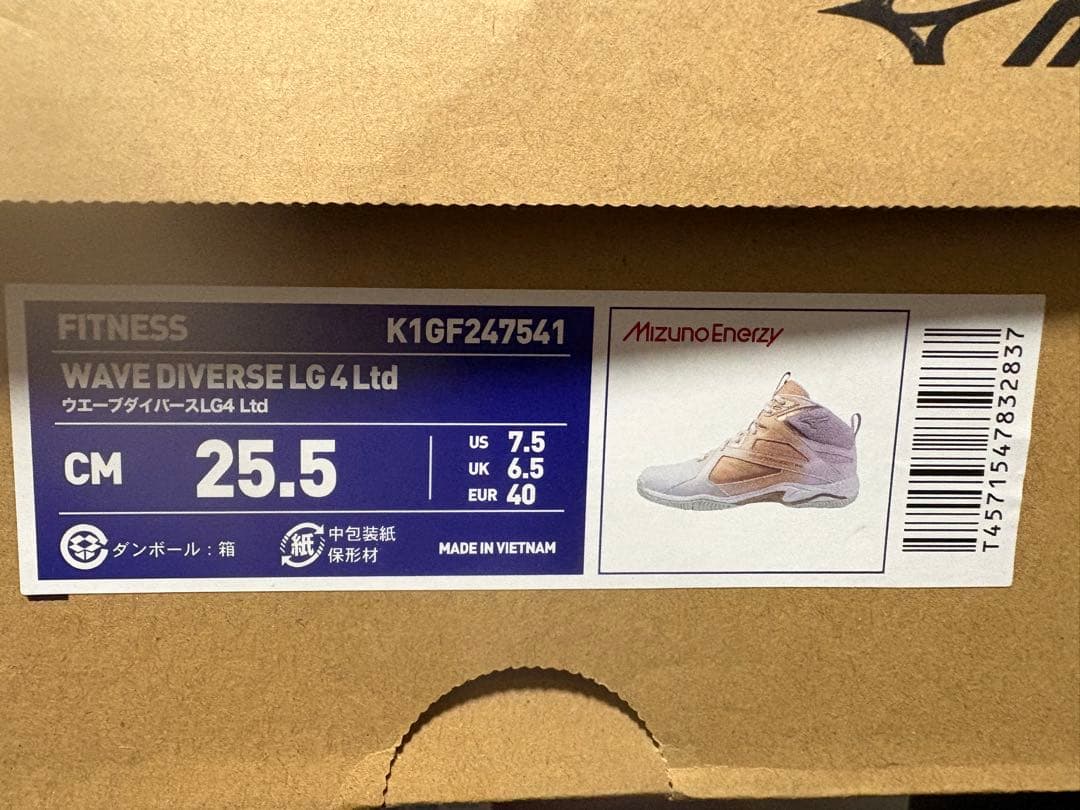 FITNESS K1GF247541
WAVE DIVERSE LG 4 Ltd
ウエーブダイバースLG4 Ltd
CM 25.5
US 7.5
UK 6.5
EUR 40
ダンボール：箱
紙 中包装紙
保形材
MADE IN VIETNAM
Mizuno Enerzy
T4571547832837